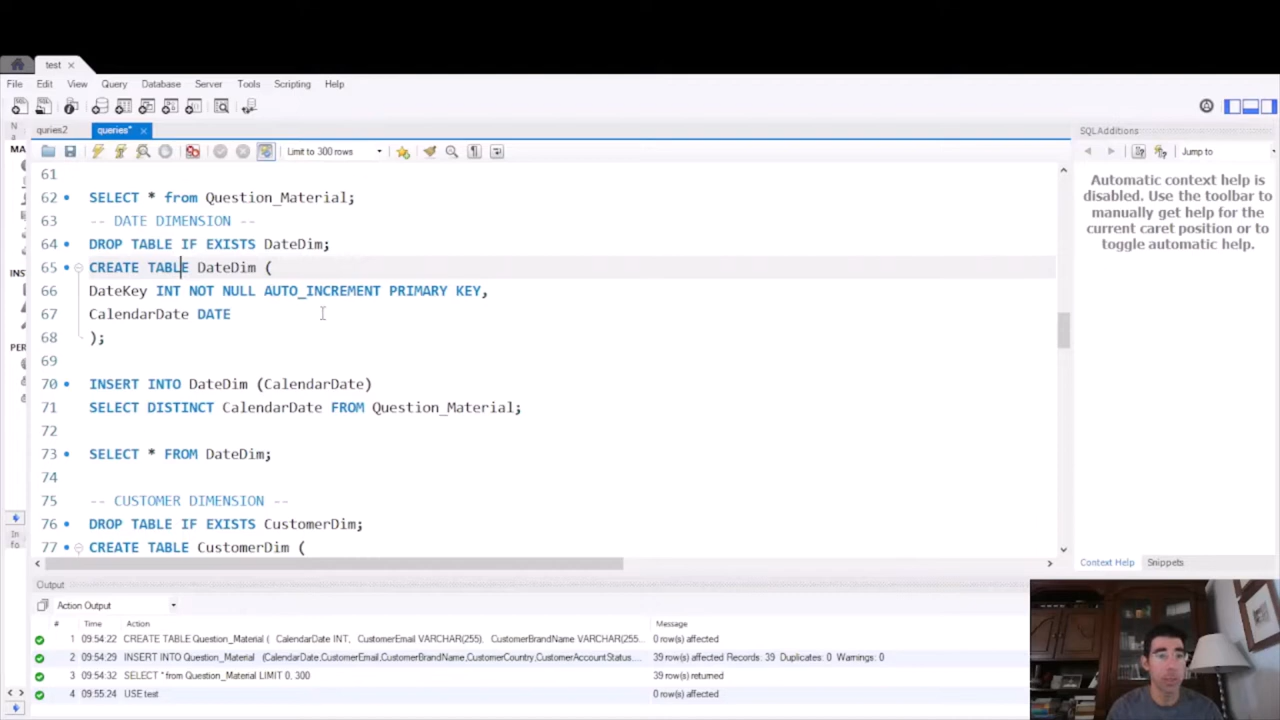 test
File Edit View Query Database Server Tools Scripting Help
quries2 queries*
SQLAdditions
Limit to 300 rows
Jump to
61
62 SELECT * from Question_Material;
63 -- DATE DIMENSION --
64 DROP TABLE IF EXISTS DateDim;
65 CREATE TABLE DateDim (
66 DateKey INT NOT NULL AUTO_INCREMENT PRIMARY KEY,
67 CalendarDate DATE
68 );
69
70 INSERT INTO DateDim (CalendarDate)
71 SELECT DISTINCT CalendarDate FROM Question_Material;
72
73 SELECT * FROM DateDim;
74
75 -- CUSTOMER DIMENSION --
76 DROP TABLE IF EXISTS CustomerDim;
77 CREATE TABLE CustomerDim (
Automatic context help is
disabled. Use the toolbar to
manually get help for the
current caret position or to
toggle automatic help.
Context Help Snippets
N
a
MA
INS
PER
In
fo
Output
Action Output
# Time Action Message
1 09:54:22 CREATE TABLE Question_Material ( CalendarDate INT, CustomerEmail VARCHAR(255), CustomerBrandName VARCHAR(255... 0 row(s) affected
2 09:54:29 INSERT INTO Question_Material (CalendarDate,CustomerEmail,CustomerBrandName,CustomerCountry,CustomerAccountStatus,... 39 row(s) affected Records: 39 Duplicates: 0 Warnings: 0
3 09:54:32 SELECT * from Question_Material LIMIT 0, 300 39 row(s) returned
4 09:55:24 USE test 0 row(s) affected